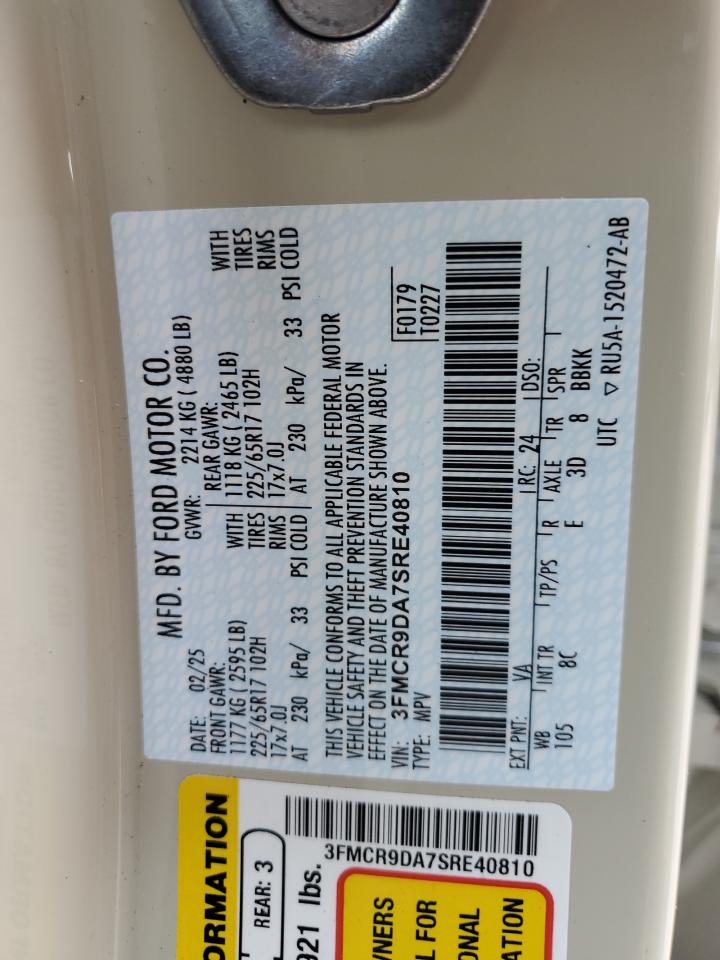 MFD. BY FORD MOTOR CO.
DATE: 02/25 GVWR: 2214 KG ( 4880 LB)
FRONT GAWR: REAR GAWR:
1177 KG ( 2595 LB) WITH 1118 KG ( 2465 LB) WITH
225/65R17 102H TIRES 225/65R17 102H TIRES
17x7.0J RIMS 17x7.0J RIMS
AT 230 kPa/ 33 PSI COLD AT 230 kPa/ 33 PSI COLD
THIS VEHICLE CONFORMS TO ALL APPLICABLE FEDERAL MOTOR
VEHICLE SAFETY AND THEFT PREVENTION STANDARDS IN
EFFECT ON THE DATE OF MANUFACTURE SHOWN ABOVE.
VIN: 3FMCR9DA7SRE40810 F0179
TYPE: MPV T0227
EXT PNT: VA RC: 24 DSO:
WB INT TR TP/PS R AXLE TR SPR
105 8C E 3D 8 BBKK
UTC ▽ RU5A-1520472-AB
ORMATION
REAR: 3
921 lbs.
3FMCR9DA7SRE40810
WNERS
L FOR
ONAL
ATION